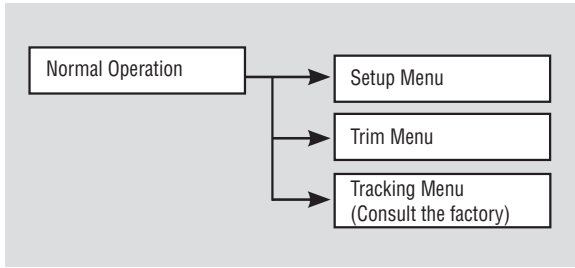 Normal Operation
Setup Menu
Trim Menu
Tracking Menu
(Consult the factory)